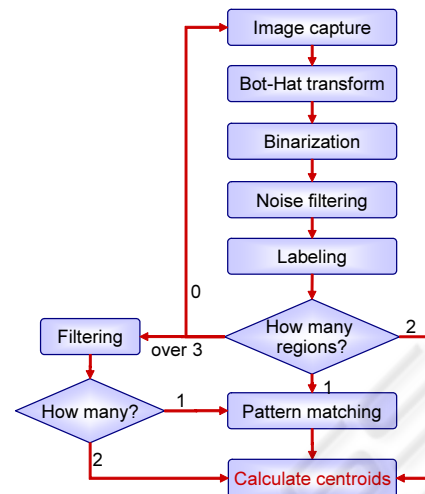 Image capture
Bot-Hat transform
Binarization
Noise filtering
Labeling
0
How many
regions?
2
Filtering
over 3
1
How many?
1
Pattern matching
2
Calculate centroids